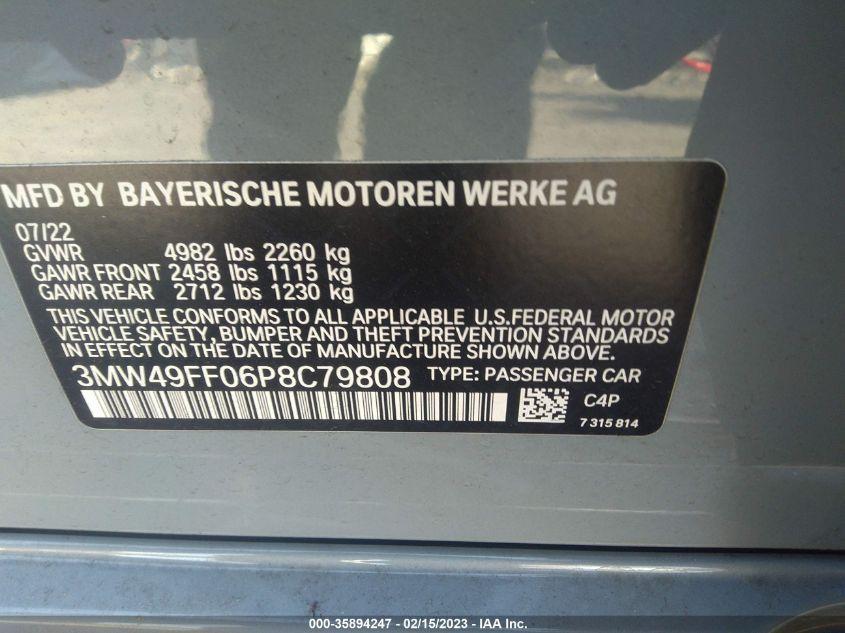 MFD BY BAYERISCHE MOTOREN WERKE AG
07/22
GVWR 4982 lbs 2260 kg
GAWR FRONT 2458 lbs 1115 kg
GAWR REAR 2712 lbs 1230 kg
THIS VEHICLE CONFORMS TO ALL APPLICABLE U.S.FEDERAL MOTOR
VEHICLE SAFETY, BUMPER AND THEFT PREVENTION STANDARDS
IN EFFECT ON THE DATE OF MANUFACTURE SHOWN ABOVE.
3MW49FF06P8C79808 TYPE: PASSENGER CAR
C4P
7 315 814
000-35894247 - 02/15/2023 - © IAA Inc.